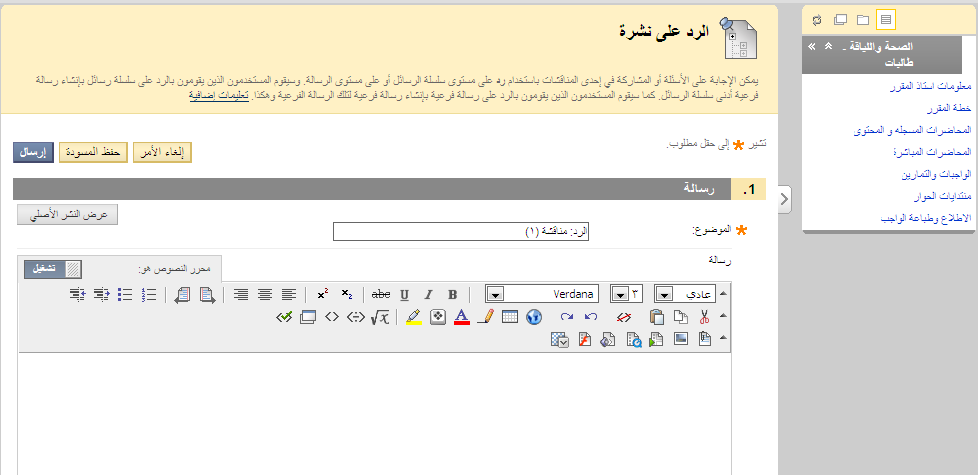 الرد على نشرة
يمكن الإجابة على الأسئلة أو المشاركة في إحدى المناقشات باستخدام رد على مستوى سلسلة الرسائل أو على مستوى الرسالة. وسيقوم المستخدمون الذين يقومون بالرد على سلسلة رسائل بإنشاء رسالة
فرعية أدنى سلسلة الرسائل. كما سيقوم المستخدمون الذين يقومون بالرد على رسالة فرعية بإنشاء رسالة فرعية لتلك الرسالة الفرعية وهكذا. تعليمات إضافية
الصحة واللياقة ـ
طالبات
معلومات استاذ المقرر
خطة المقرر
المحاضرات المسجله و المحتوى
المحاضرات المباشرة
الواجبات والتمارين
منتديات الحوار
الاطلاع وطباعة الواجب
تشير * إلى حقل مطلوب.
إلغاء الأمر حفظ المسودة إرسال
1. رسالة
عرض النشر الأصلي
* الموضوع: الرد: مناقشة (١)
رسالة
محرر النصوص هو: تشغيل
عادي ٣ Verdana